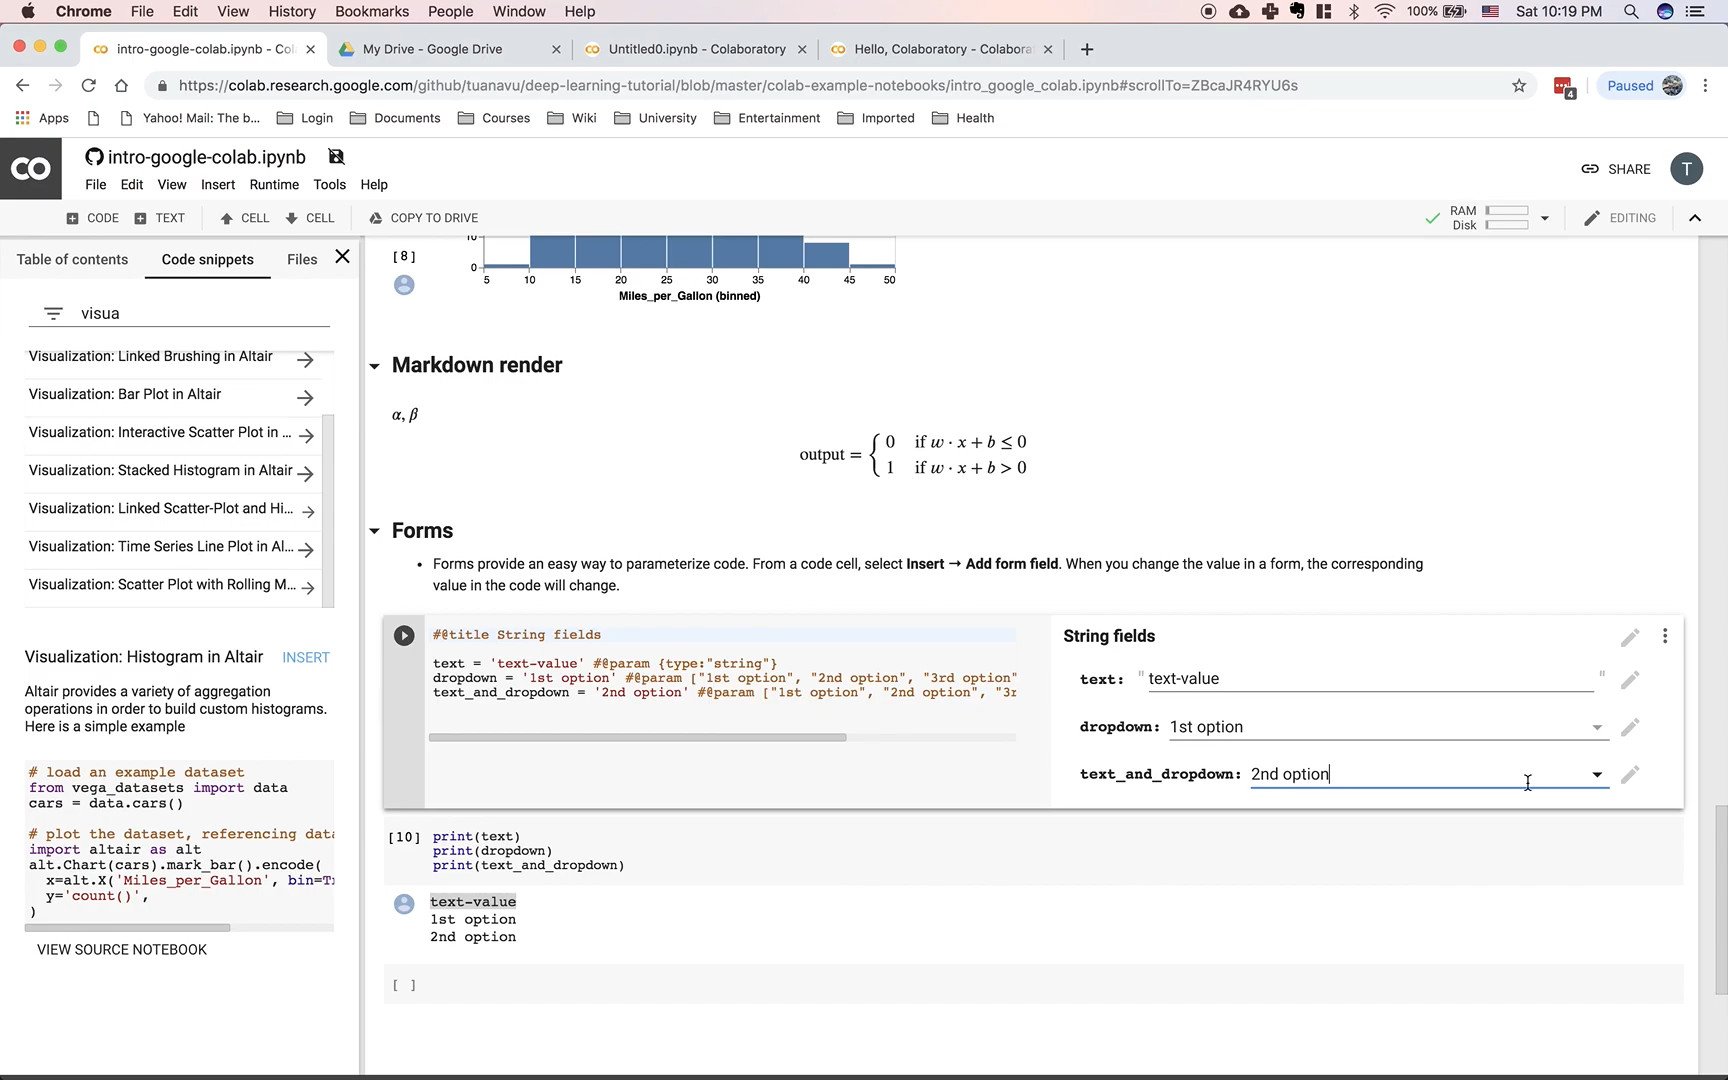 Chrome File Edit View History Bookmarks People Window Help 100% Sat 10:19 PM
intro-google-colab.ipynb - Col My Drive - Google Drive Untitled0.ipynb - Colaboratory Hello, Colaboratory - Colabora
https://colab.research.google.com/github/tuanavu/deep-learning-tutorial/blob/master/colab-example-notebooks/intro_google_colab.ipynb#scrollTo=ZBcaJR4RYU6s 4 Paused
Apps Yahoo! Mail: The b... Login Documents Courses Wiki University Entertainment Imported Health
CO intro-google-colab.ipynb
SHARE T
File Edit View Insert Runtime Tools Help
CODE TEXT CELL CELL COPY TO DRIVE
RAM
Disk
EDITING
Table of contents Code snippets Files
visua
Visualization: Linked Brushing in Altair
Visualization: Bar Plot in Altair
Visualization: Interactive Scatter Plot in ...
Visualization: Stacked Histogram in Altair
Visualization: Linked Scatter-Plot and Hi...
Visualization: Time Series Line Plot in Al...
Visualization: Scatter Plot with Rolling M...
Visualization: Histogram in Altair INSERT
Altair provides a variety of aggregation
operations in order to build custom histograms.
Here is a simple example
# load an example dataset
from vega_datasets import data
cars = data.cars()
# plot the dataset, referencing data
import altair as alt
alt.Chart(cars).mark_bar().encode(
x=alt.X('Miles_per_Gallon', bin=Tr
y='count()',
)
VIEW SOURCE NOTEBOOK
[8]
10
0
5 10 15 20 25 30 35 40 45 50
Miles_per_Gallon (binned)
Markdown render
α, β
output = { 0 if w · x + b ≤ 0
1 if w · x + b > 0
Forms
• Forms provide an easy way to parameterize code. From a code cell, select Insert → Add form field. When you change the value in a form, the corresponding
value in the code will change.
#@title String fields
text = 'text-value' #@param {type:"string"}
dropdown = '1st option' #@param ["1st option", "2nd option", "3rd option"
text_and_dropdown = '2nd option' #@param ["1st option", "2nd option", "3r
String fields
text: " text-value "
dropdown: 1st option
text_and_dropdown: 2nd option
[10] print(text)
print(dropdown)
print(text_and_dropdown)
text-value
1st option
2nd option
[ ]